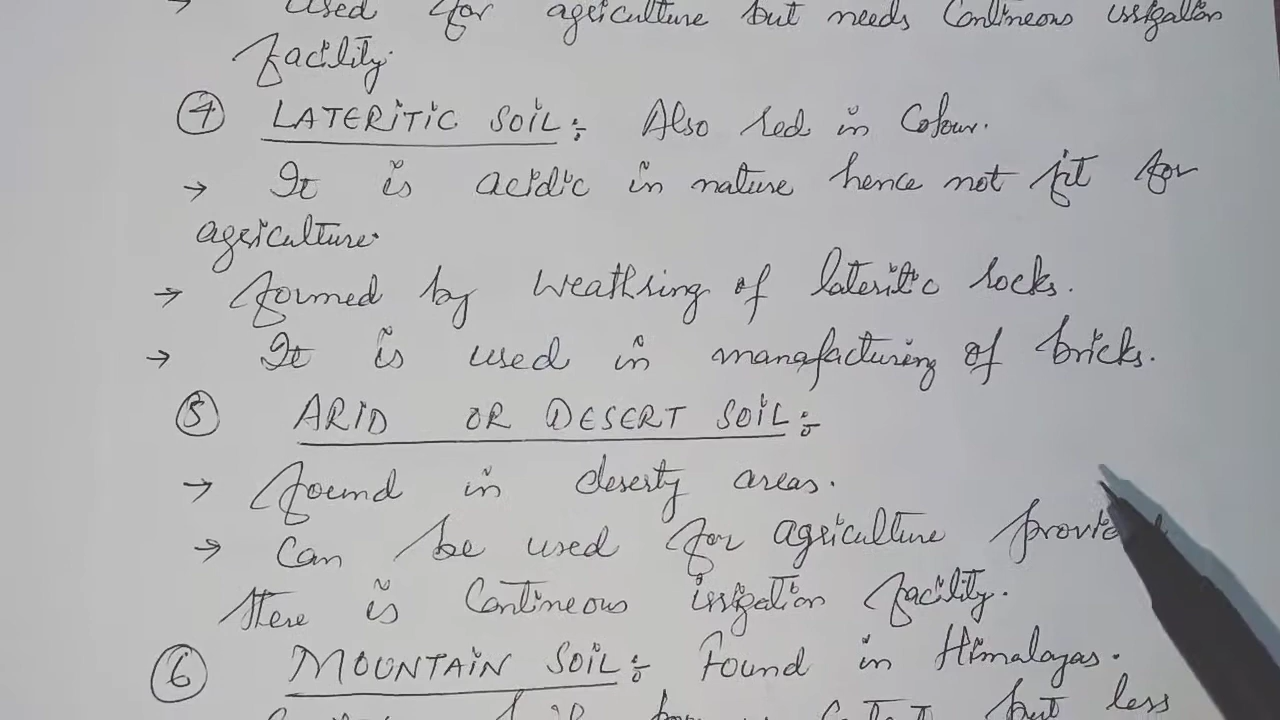 → Used for agriculture but needs Contineous irrigation
facility.
④ LATERITIC SOIL:- Also red in Colour.
→ It is acidic in nature hence not fit for
agriculture.
→ formed by Weathring of lateritic rocks.
→ It is used in manafacturing of bricks.
⑤ ARID OR DESERT SOIL:-
→ found in deserty areas.
→ Can be used for agriculture
there is Contineous irrigation facility.
⑥ MOUNTAIN SOIL:- Found in Himalayas.
but less